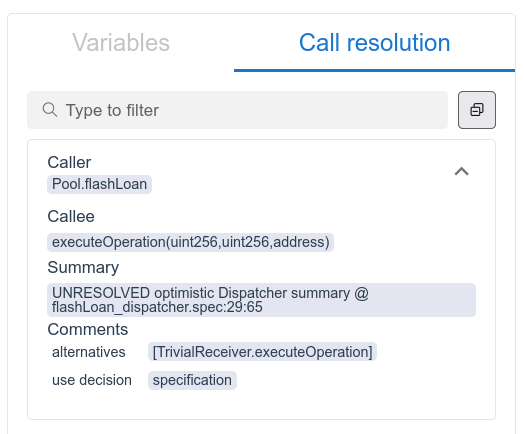 Variables
Call resolution
Type to filter
Caller
Pool.flashLoan
Callee
executeOperation(uint256,uint256,address)
Summary
UNRESOLVED optimistic Dispatcher summary @
flashLoan_dispatcher.spec:29:65
Comments
alternatives [TrivialReceiver.executeOperation]
use decision specification